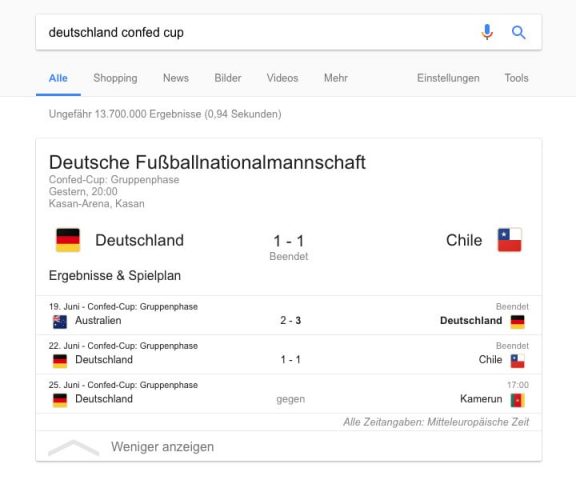 deutschland confed cup
Alle Shopping News Bilder Videos Mehr Einstellungen Tools
Ungefähr 13.700.000 Ergebnisse (0,94 Sekunden)
Deutsche Fußballnationalmannschaft
Confed-Cup: Gruppenphase
Gestern, 20:00
Kasan-Arena, Kasan
Deutschland 1 - 1 Chile
Beendet
Ergebnisse & Spielplan
19. Juni - Confed-Cup: Gruppenphase Beendet
Australien 2 - 3 Deutschland
22. Juni - Confed-Cup: Gruppenphase Beendet
Deutschland 1 - 1 Chile
25. Juni - Confed-Cup: Gruppenphase 17:00
Deutschland gegen Kamerun
Alle Zeitangaben: Mitteleuropäische Zeit
Weniger anzeigen